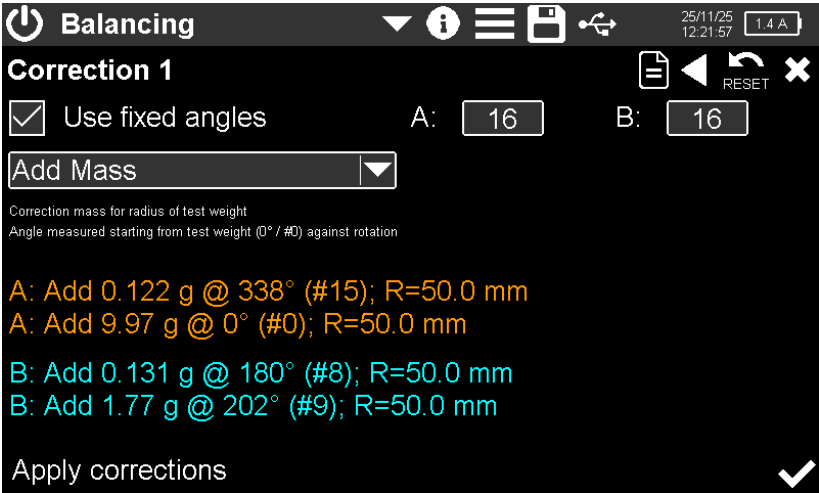 Balancing
25/11/25
12:21:57
1.4 A
Correction 1
RESET
Use fixed angles A: 16 B: 16
Add Mass
Correction mass for radius of test weight
Angle measured starting from test weight (0° / #0) against rotation
A: Add 0.122 g @ 338° (#15); R=50.0 mm
A: Add 9.97 g @ 0° (#0); R=50.0 mm
B: Add 0.131 g @ 180° (#8); R=50.0 mm
B: Add 1.77 g @ 202° (#9); R=50.0 mm
Apply corrections